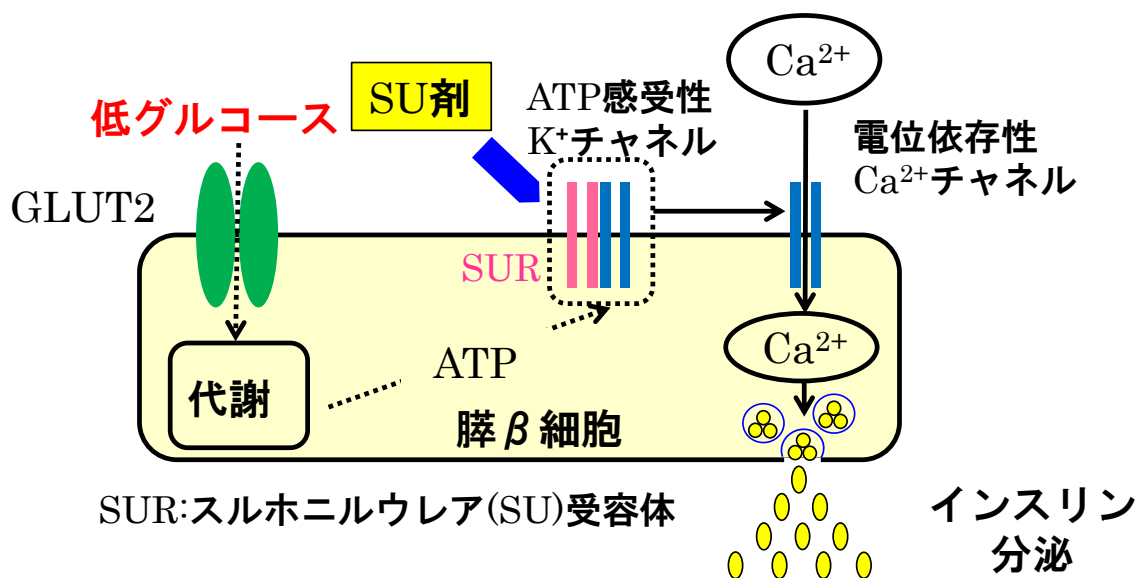 低グルコース
SU剤
ATP感受性
K⁺チャネル
Ca²⁺
電位依存性
Ca²⁺チャネル
GLUT2
SUR
Ca²⁺
ATP
代謝
膵β細胞
SUR:スルホニルウレア(SU)受容体
インスリン
分泌